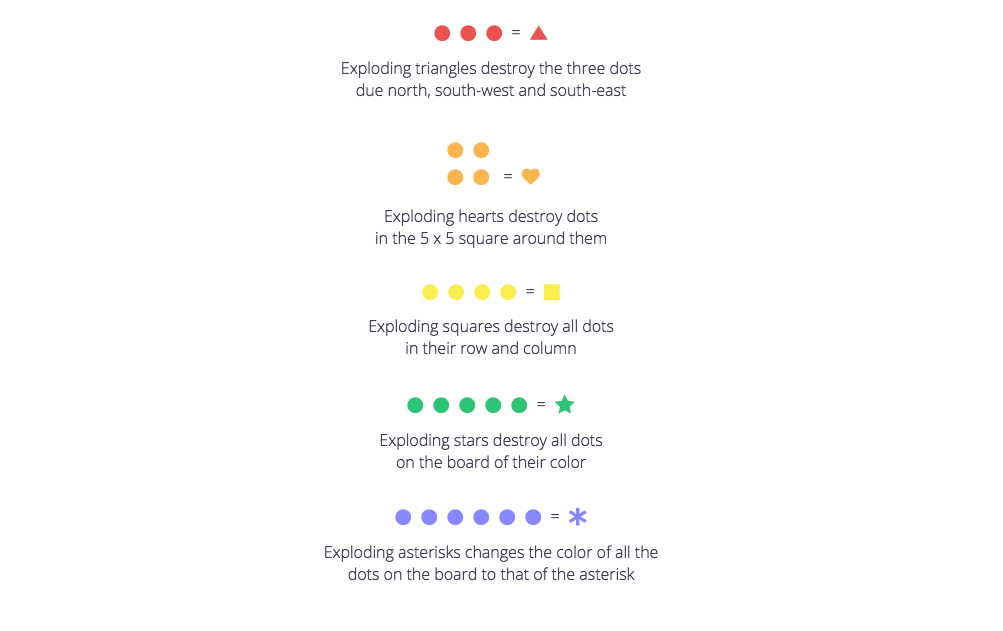 =
Exploding triangles destroy the three dots
due north, south-west and south-east
=
Exploding hearts destroy dots
in the 5 x 5 square around them
=
Exploding squares destroy all dots
in their row and column
=
Exploding stars destroy all dots
on the board of their color
=
Exploding asterisks changes the color of all the
dots on the board to that of the asterisk